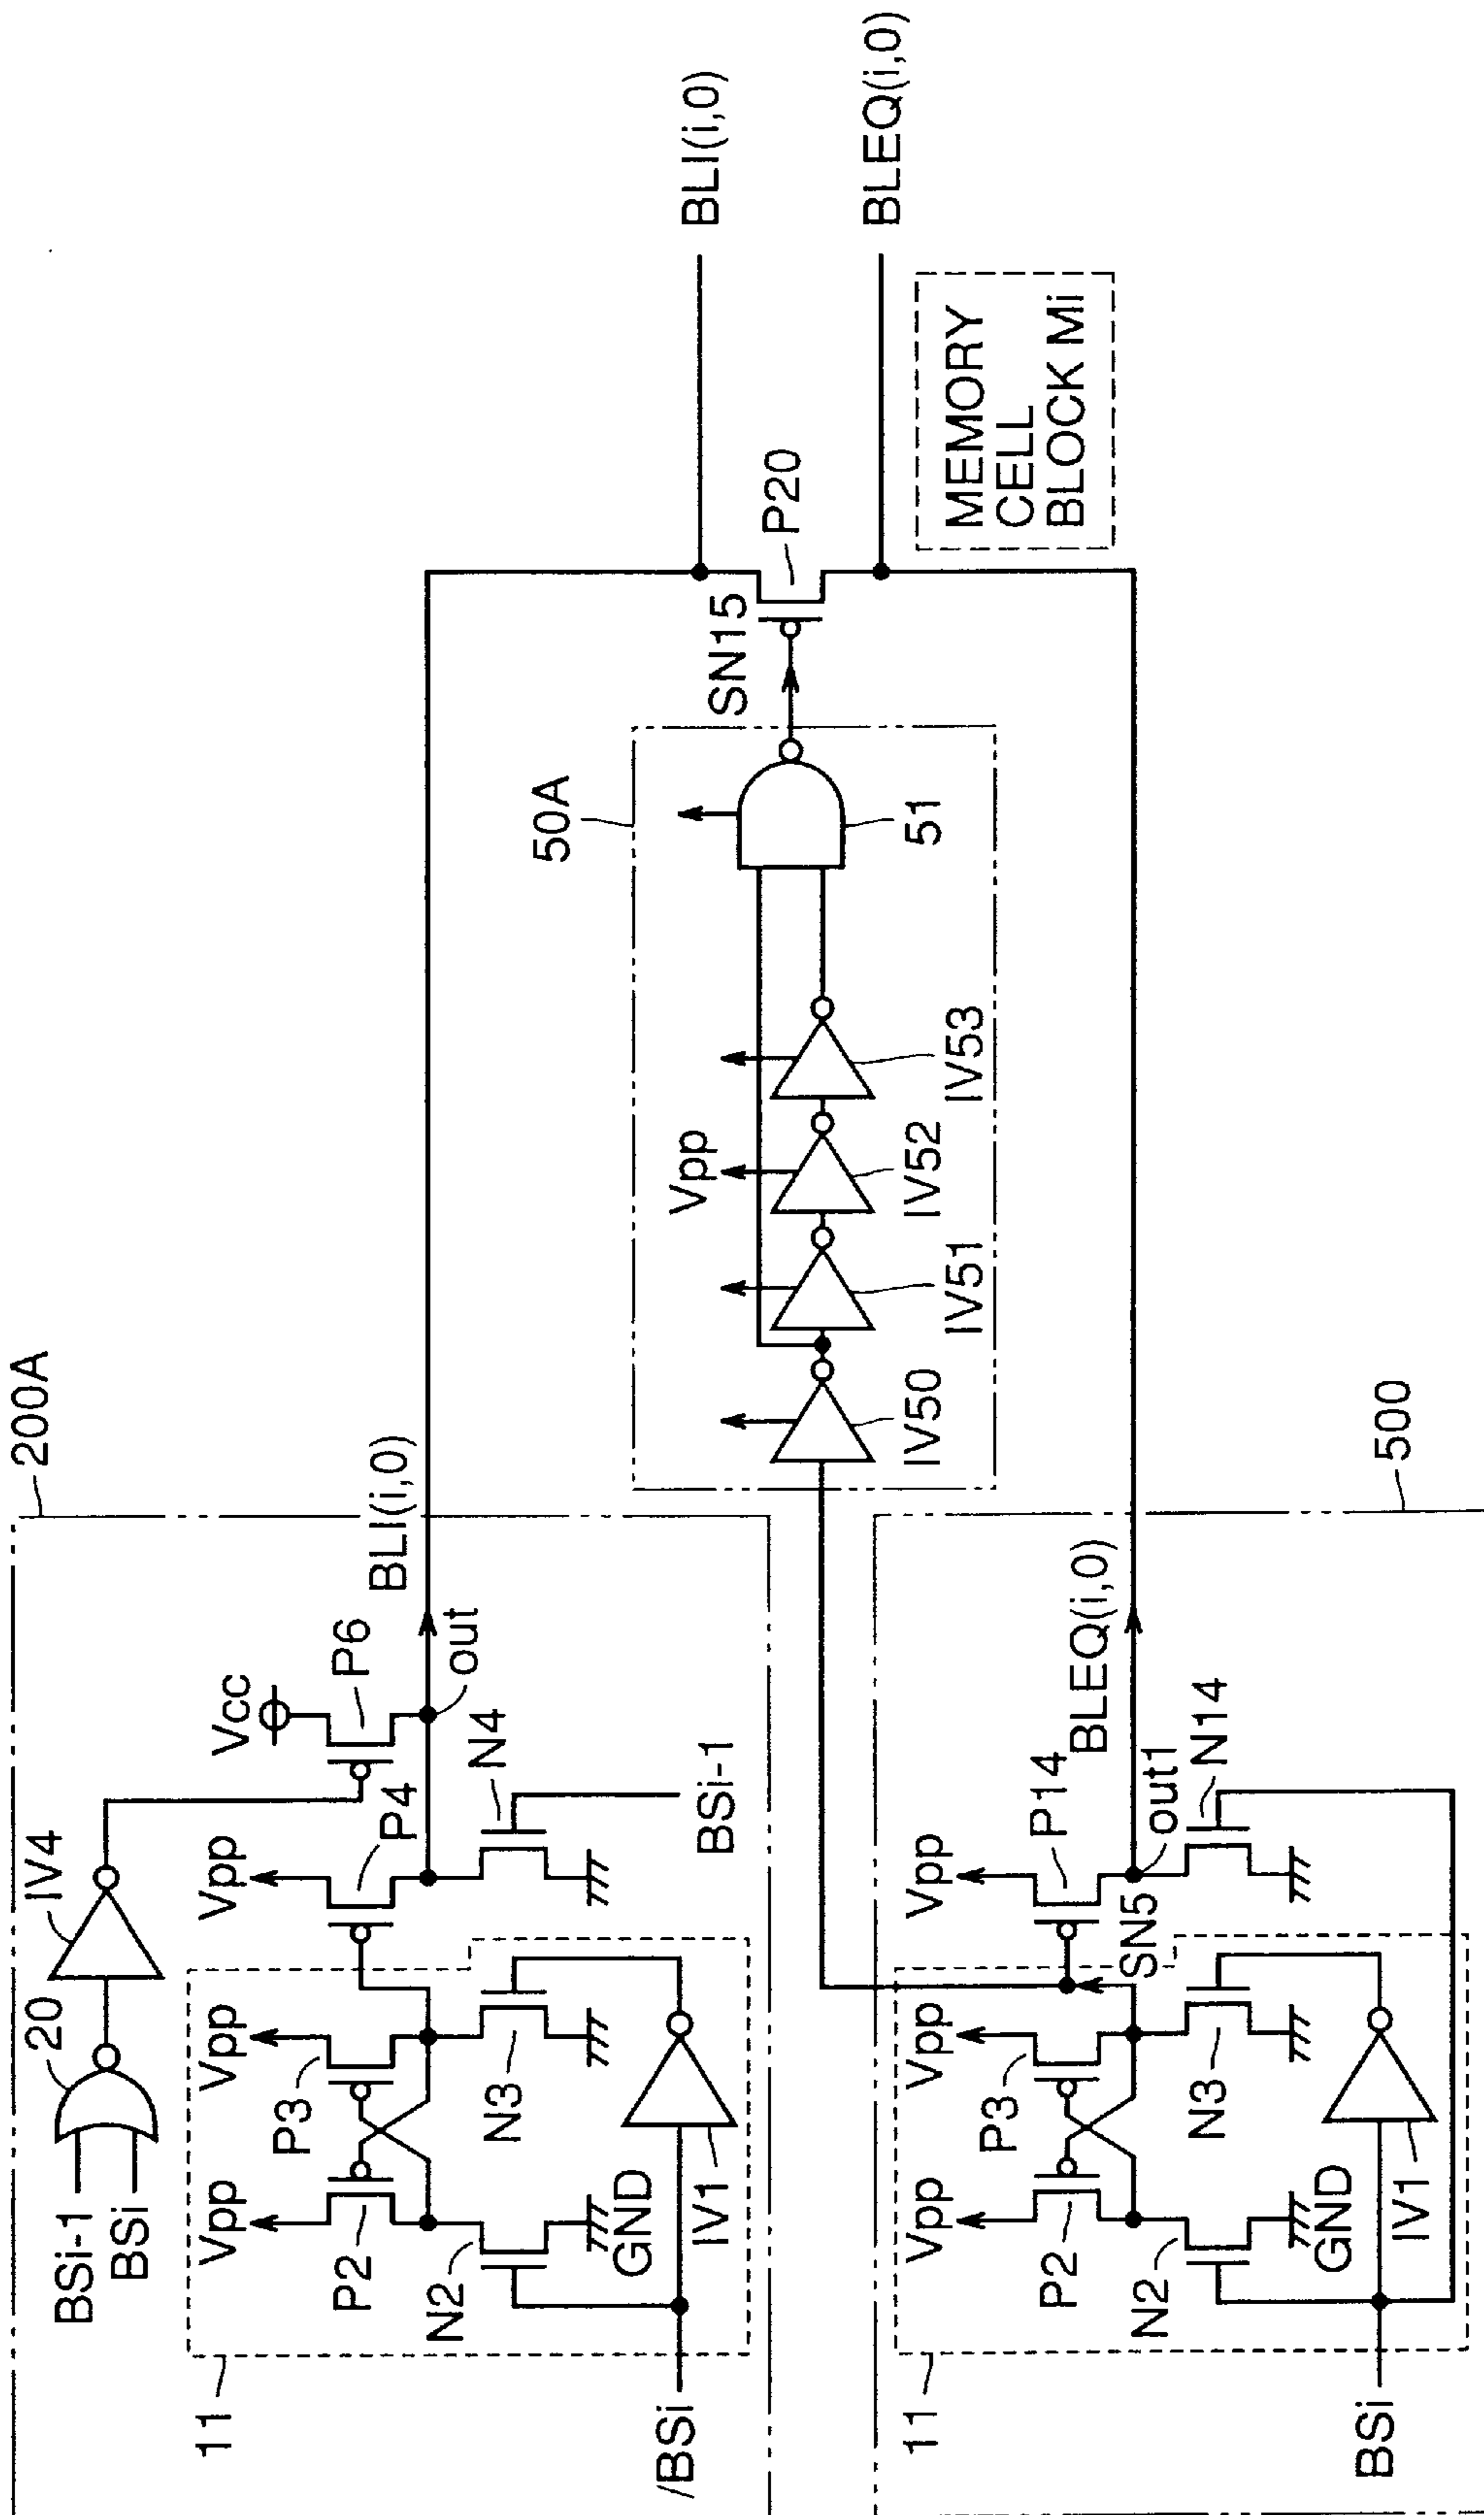 200A
BSi-1
BSi
20
IV4
Vcc
P6
BLI(i,0)
out
Vpp
Vpp
Vpp
P2
P3
P4
N4
N2
N3
GND
IV1
BSi-1
11
/BSi
50A
Vpp
IV50
IV51
IV52
IV53
51
SN15
P20
BLI(i,0)
BLEQ(i,0)
MEMORY
CELL
BLOCK Mi
500
BLEQ(i,0)
Vpp
Vpp
Vpp
P2
P3
P14
SN5
out1
N14
N2
N3
GND
IV1
11
BSi